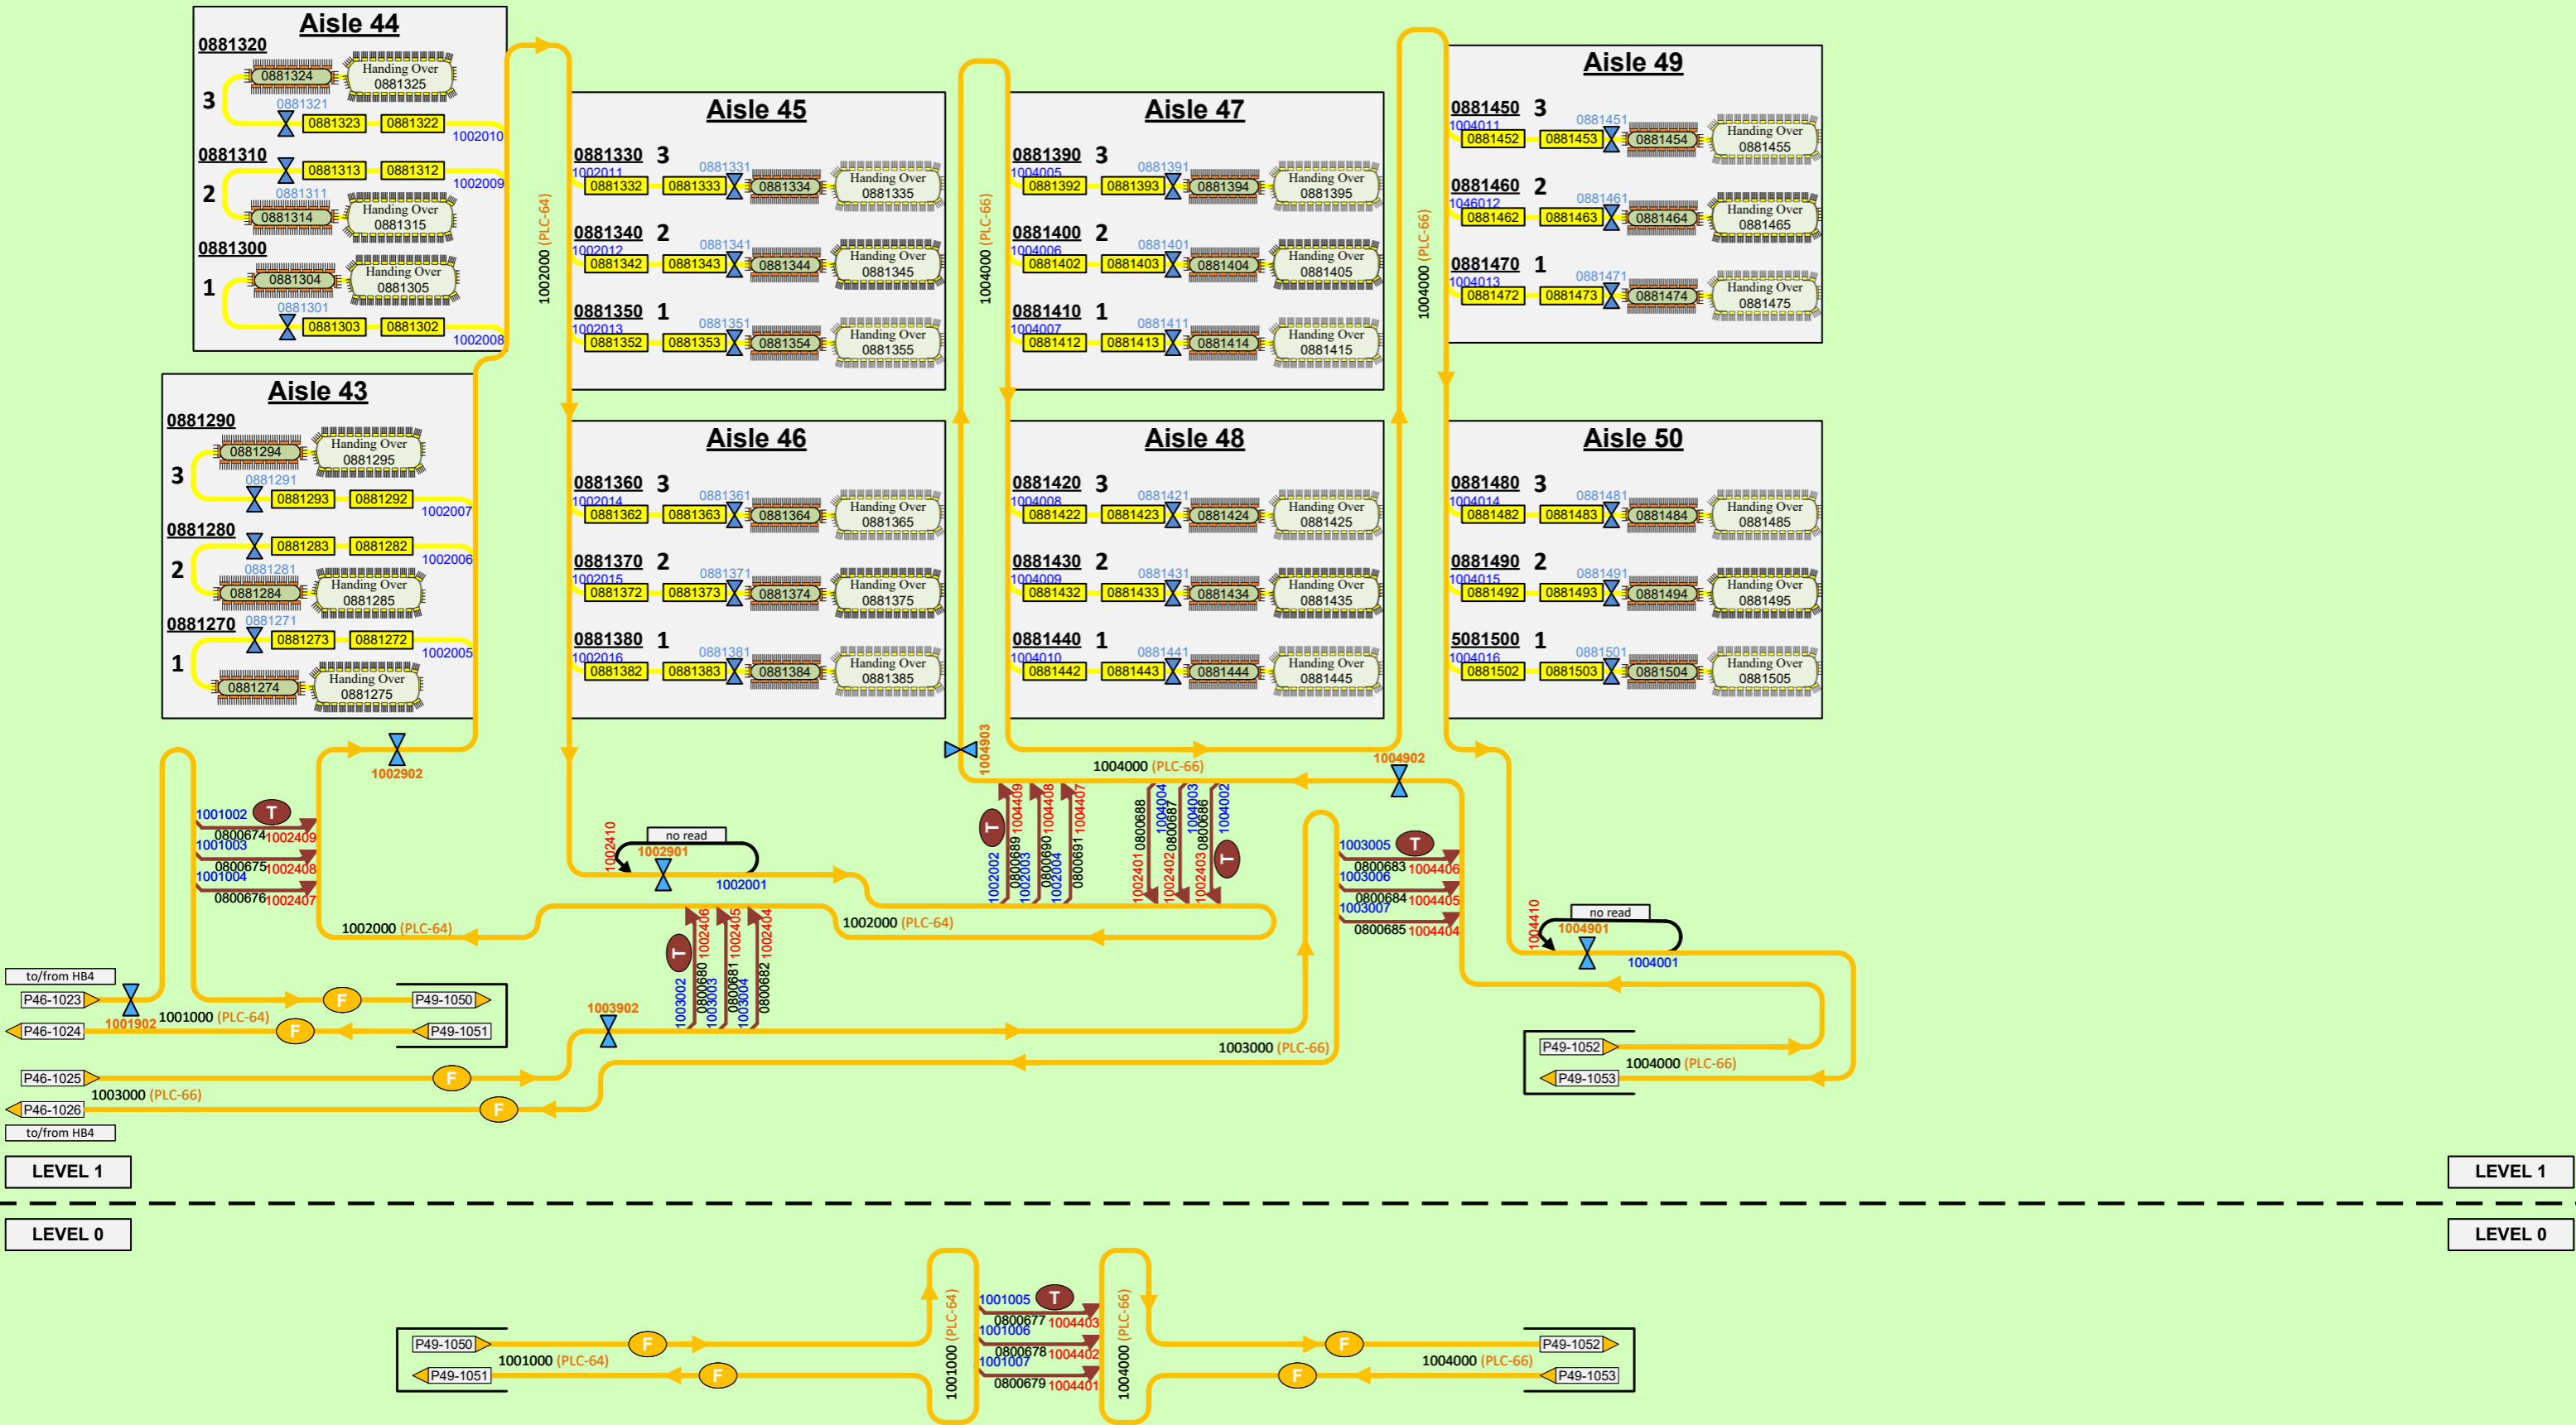 Aisle 44
0881320
0881324
Handing Over
0881325
3
0881321
0881323
0881322
1002010
0881310
0881313
0881312
1002009
2
0881311
0881314
Handing Over
0881315
0881300
0881304
Handing Over
0881305
1
0881301
0881303
0881302
1002008
Aisle 43
0881290
0881294
Handing Over
0881295
3
0881291
0881293
0881292
1002007
0881280
0881283
0881282
1002006
2
0881281
0881284
Handing Over
0881285
0881270
0881271
0881273
0881272
1002005
1
0881274
Handing Over
0881275
1002000 (PLC-64)
Aisle 45
0881330 3
1002011
0881331
0881332
0881333
0881334
Handing Over
0881335
0881340 2
1002012
0881341
0881342
0881343
0881344
Handing Over
0881345
0881350 1
1002013
0881351
0881352
0881353
0881354
Handing Over
0881355
Aisle 46
0881360 3
1002014
0881361
0881362
0881363
0881364
Handing Over
0881365
0881370 2
1002015
0881371
0881372
0881373
0881374
Handing Over
0881375
0881380 1
1002016
0881381
0881382
0881383
0881384
Handing Over
0881385
1004000 (PLC-66)
Aisle 47
0881390 3
1004005
0881391
0881392
0881393
0881394
Handing Over
0881395
0881400 2
1004006
0881401
0881402
0881403
0881404
Handing Over
0881405
0881410 1
1004007
0881411
0881412
0881413
0881414
Handing Over
0881415
Aisle 48
0881420 3
1004008
0881421
0881422
0881423
0881424
Handing Over
0881425
0881430 2
1004009
0881431
0881432
0881433
0881434
Handing Over
0881435
0881440 1
1004010
0881441
0881442
0881443
0881444
Handing Over
0881445
1004000 (PLC-66)
Aisle 49
0881450 3
1004011
0881451
0881452
0881453
0881454
Handing Over
0881455
0881460 2
1046012
0881461
0881462
0881463
0881464
Handing Over
0881465
0881470 1
1004013
0881471
0881472
0881473
0881474
Handing Over
0881475
Aisle 50
0881480 3
1004014
0881481
0881482
0881483
0881484
Handing Over
0881485
0881490 2
1004015
0881491
0881492
0881493
0881494
Handing Over
0881495
5081500 1
1004016
0881501
0881502
0881503
0881504
Handing Over
0881505
1002902
1004903
1004000 (PLC-66)
1004902
1001002
T
0800674
1002409
1001003
0800675
1002408
1001004
0800676
1002407
1002410
no read
1002901
1002001
T
1002002
0800689
1004409
1002003
0800690
1004408
1002004
0800691
1004407
1002401
0800688
1004004
1002402
0800687
1004003
1002403
0800686
1004002
T
1003005
T
0800683
1004406
1003006
0800684
1004405
1003007
0800685
1004404
1002000 (PLC-64)
1002000 (PLC-64)
T
1003002
0800680
1002406
1003003
0800681
1002405
1003004
0800682
1002404
1004410
no read
1004901
1004001
to/from HB4
P46-1023
1001902
1001000 (PLC-64)
F
P49-1050
P46-1024
F
P49-1051
1003902
1003000 (PLC-66)
P46-1025
F
1003000 (PLC-66)
P46-1026
F
to/from HB4
P49-1052
1004000 (PLC-66)
P49-1053
LEVEL 1
LEVEL 1
LEVEL 0
LEVEL 0
P49-1050
F
1001000 (PLC-64)
P49-1051
F
1001000 (PLC-64)
1001005
T
0800677
1004403
1001006
0800678
1004402
1001007
0800679
1004401
1004000 (PLC-66)
F
P49-1052
1004000 (PLC-66)
F
P49-1053